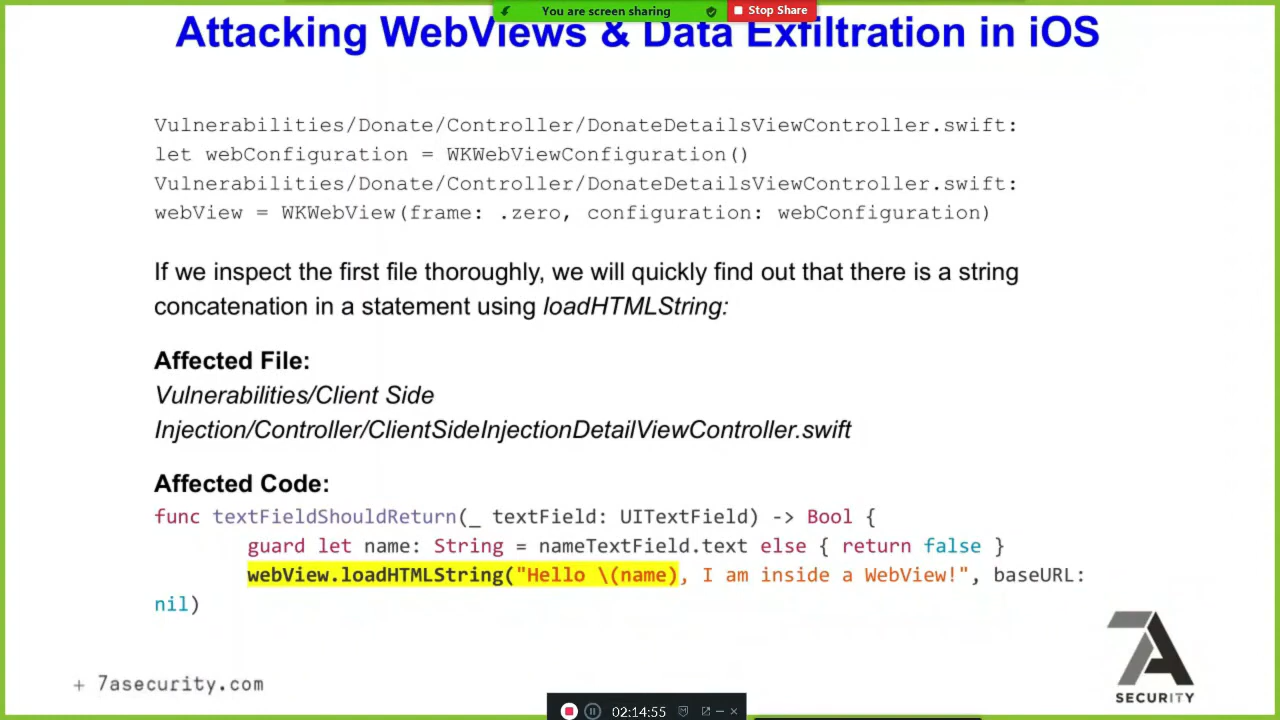 You are screen sharing
Stop Share
Attacking WebViews & Data Exfiltration in iOS
Vulnerabilities/Donate/Controller/DonateDetailsViewController.swift:
let webConfiguration = WKWebViewConfiguration()
Vulnerabilities/Donate/Controller/DonateDetailsViewController.swift:
webView = WKWebView(frame: .zero, configuration: webConfiguration)
If we inspect the first file thoroughly, we will quickly find out that there is a string
concatenation in a statement using loadHTMLString:
Affected File:
Vulnerabilities/Client Side
Injection/Controller/ClientSideInjectionDetailViewController.swift
Affected Code:
func textFieldShouldReturn(_ textField: UITextField) -> Bool {
guard let name: String = nameTextField.text else { return false }
webView.loadHTMLString("Hello \(name), I am inside a WebView!", baseURL:
nil)
+ 7asecurity.com
7A
SECURITY
02:14:55